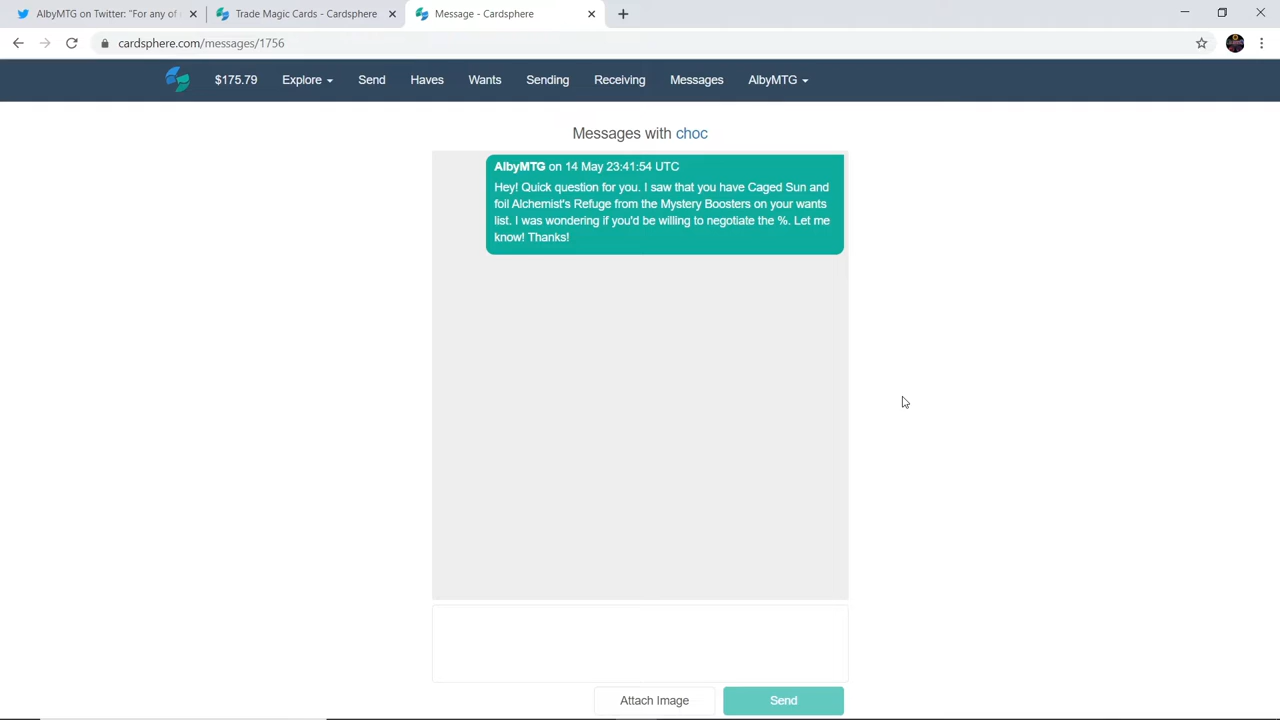 AlbyMTG on Twitter: "For any of
Trade Magic Cards - Cardsphere
Message - Cardsphere
cardsphere.com/messages/1756
$175.79 Explore Send Haves Wants Sending Receiving Messages AlbyMTG
Messages with choc
AlbyMTG on 14 May 23:41:54 UTC
Hey! Quick question for you. I saw that you have Caged Sun and
foil Alchemist's Refuge from the Mystery Boosters on your wants
list. I was wondering if you'd be willing to negotiate the %. Let me
know! Thanks!
Attach Image
Send